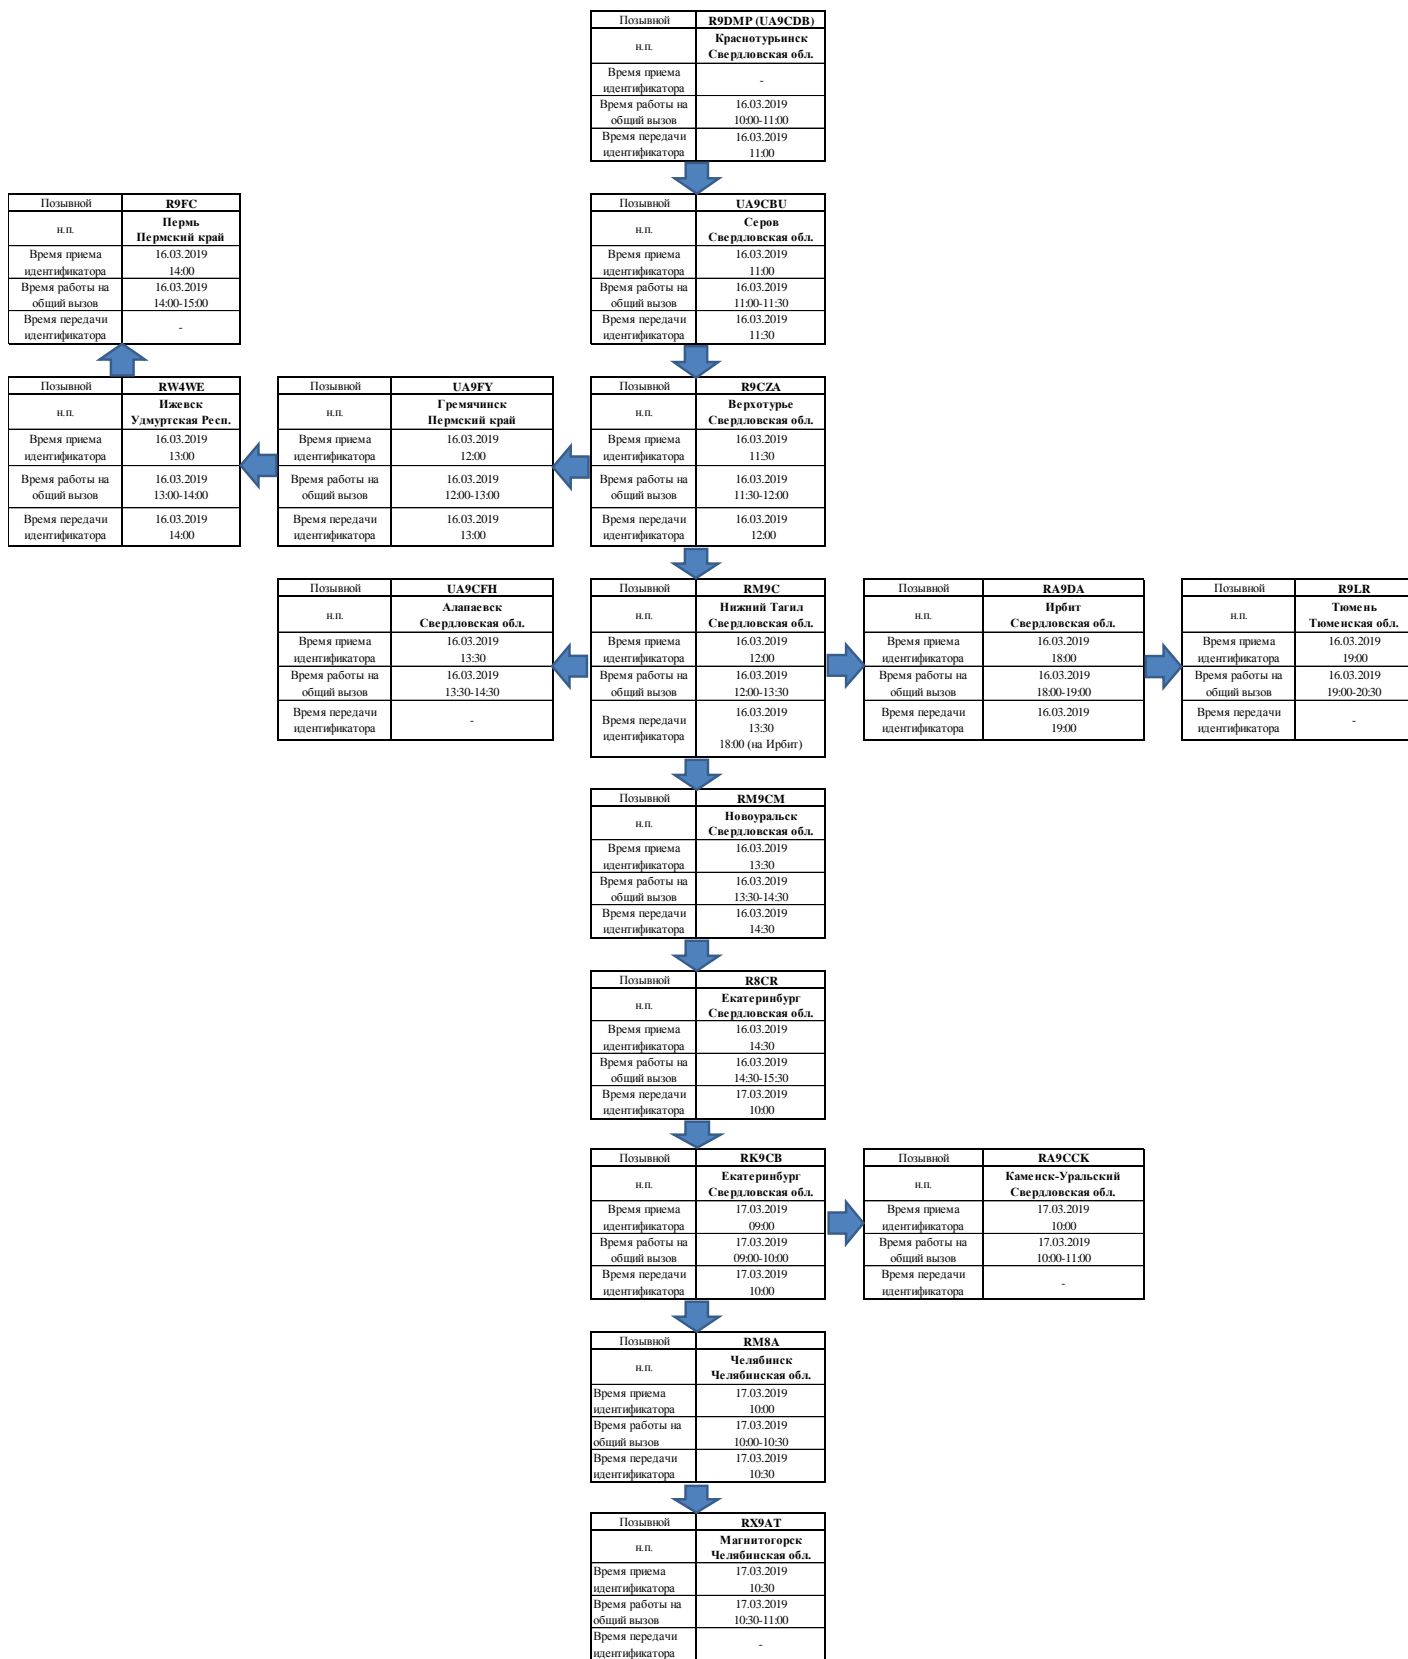 Позывной R9DMP (UA9CDB)
н.п. Краснотурьинск
Свердловская обл.
Время приема
идентификатора -
Время работы на 16.03.2019
общий вызов 10:00-11:00
Время передачи 16.03.2019
идентификатора 11:00
Позывной R9FC
н.п. Пермь
Пермский край
Время приема 16.03.2019
идентификатора 14:00
Время работы на 16.03.2019
общий вызов 14:00-15:00
Время передачи
идентификатора -
Позывной UA9CBU
н.п. Серов
Свердловская обл.
Время приема 16.03.2019
идентификатора 11:00
Время работы на 16.03.2019
общий вызов 11:00-11:30
Время передачи 16.03.2019
идентификатора 11:30
Позывной RW4WE
н.п. Ижевск
Удмуртская Респ.
Время приема 16.03.2019
идентификатора 13:00
Время работы на 16.03.2019
общий вызов 13:00-14:00
Время передачи 16.03.2019
идентификатора 14:00
Позывной UA9FY
н.п. Гремячинск
Пермский край
Время приема 16.03.2019
идентификатора 12:00
Время работы на 16.03.2019
общий вызов 12:00-13:00
Время передачи 16.03.2019
идентификатора 13:00
Позывной R9CZA
н.п. Верхотурье
Свердловская обл.
Время приема 16.03.2019
идентификатора 11:30
Время работы на 16.03.2019
общий вызов 11:30-12:00
Время передачи 16.03.2019
идентификатора 12:00
Позывной UA9CFH
н.п. Алапаевск
Свердловская обл.
Время приема 16.03.2019
идентификатора 13:30
Время работы на 16.03.2019
общий вызов 13:30-14:30
Время передачи
идентификатора -
Позывной RM9C
н.п. Нижний Тагил
Свердловская обл.
Время приема 16.03.2019
идентификатора 12:00
Время работы на 16.03.2019
общий вызов 12:00-13:30
Время передачи 16.03.2019
идентификатора 13:30
18:00 (на Ирбит)
Позывной RA9DA
н.п. Ирбит
Свердловская обл.
Время приема 16.03.2019
идентификатора 18:00
Время работы на 16.03.2019
общий вызов 18:00-19:00
Время передачи 16.03.2019
идентификатора 19:00
Позывной R9LR
н.п. Тюмень
Тюменская обл.
Время приема 16.03.2019
идентификатора 19:00
Время работы на 16.03.2019
общий вызов 19:00-20:30
Время передачи
идентификатора -
Позывной RM9CM
н.п. Новоуральск
Свердловская обл.
Время приема 16.03.2019
идентификатора 13:30
Время работы на 16.03.2019
общий вызов 13:30-14:30
Время передачи 16.03.2019
идентификатора 14:30
Позывной R8CR
н.п. Екатеринбург
Свердловская обл.
Время приема 16.03.2019
идентификатора 14:30
Время работы на 16.03.2019
общий вызов 14:30-15:30
Время передачи 17.03.2019
идентификатора 10:00
Позывной RK9CB
н.п. Екатеринбург
Свердловская обл.
Время приема 17.03.2019
идентификатора 09:00
Время работы на 17.03.2019
общий вызов 09:00-10:00
Время передачи 17.03.2019
идентификатора 10:00
Позывной RA9CCK
н.п. Каменск-Уральский
Свердловская обл.
Время приема 17.03.2019
идентификатора 10:00
Время работы на 17.03.2019
общий вызов 10:00-11:00
Время передачи
идентификатора -
Позывной RM8A
н.п. Челябинск
Челябинская обл.
Время приема 17.03.2019
идентификатора 10:00
Время работы на 17.03.2019
общий вызов 10:00-10:30
Время передачи 17.03.2019
идентификатора 10:30
Позывной RX9AT
н.п. Магнитогорск
Челябинская обл.
Время приема 17.03.2019
идентификатора 10:30
Время работы на 17.03.2019
общий вызов 10:30-11:00
Время передачи
идентификатора -